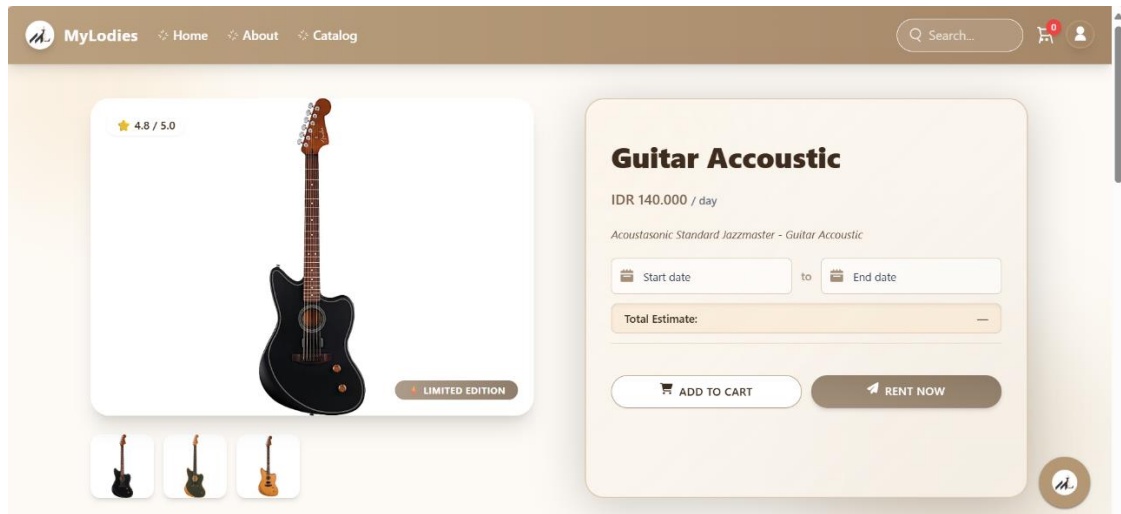 MyLodies Home About Catalog Search... 0
4.8 / 5.0
LIMITED EDITION
Guitar Accoustic
IDR 140.000 / day
Acoustasonic Standard Jazzmaster - Guitar Accoustic
Start date to End date
Total Estimate: —
ADD TO CART RENT NOW